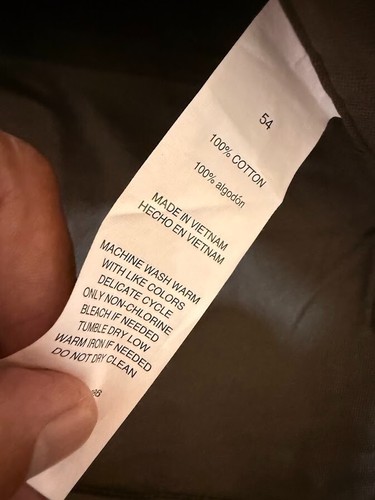 54
100% COTTON
100% algodón
MADE IN VIETNAM
HECHO EN VIETNAM
MACHINE WASH WARM
WITH LIKE COLORS
DELICATE CYCLE
ONLY NON-CHLORINE
BLEACH IF NEEDED
TUMBLE DRY LOW
WARM IRON IF NEEDED
DO NOT DRY CLEAN